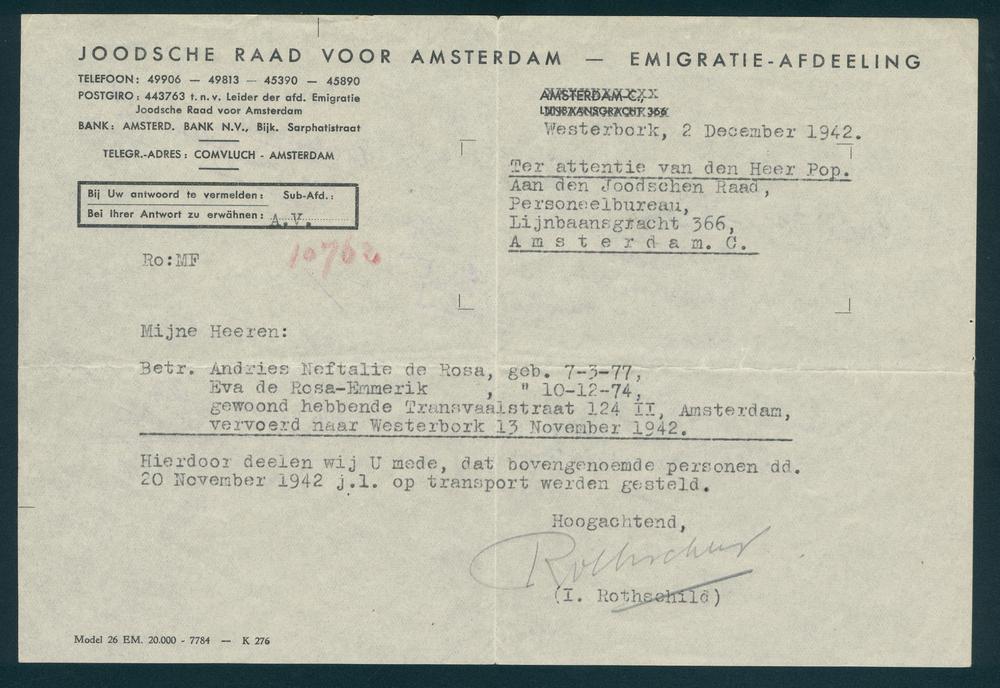 JOODSCHE RAAD VOOR AMSTERDAM — EMIGRATIE-AFDEELING
TELEFOON: 49906 — 49813 — 45390 — 45890
POSTGIRO: 443763 t.n.v. Leider der afd. Emigratie
Joodsche Raad voor Amsterdam
BANK: AMSTERD. BANK N.V., Bijk. Sarphatistraat
TELEGR.-ADRES: COMVLUCH - AMSTERDAM
Bij Uw antwoord te vermelden: Sub-Afd.:
Bei Ihrer Antwort zu erwähnen: A.V.
AMSTERDAM-C.,
LIJNBAANSGRACHT 366
Westerbork, 2 December 1942.
Ter attentie van den Heer Pop.
Aan den Joodschen Raad,
Personeelbureau,
Lijnbaansgracht 366,
A m s t e r d a m. C.
Ro:MF
10762
Mijne Heeren:
Betr. Andries Neftalie de Rosa, geb. 7-3-77,
Eva de Rosa-Emmerik , " 10-12-74,
gewoond hebbende Transvaalstraat 124 II, Amsterdam,
vervoerd naar Westerbork 13 November 1942.
Hierdoor deelen wij U mede, dat bovengenoemde personen dd.
20 November 1942 j.l. op transport werden gesteld.
Hoogachtend,
Rothschild
(I. Rothschild)
Model 26 EM. 20.000 - 7784 — K 276